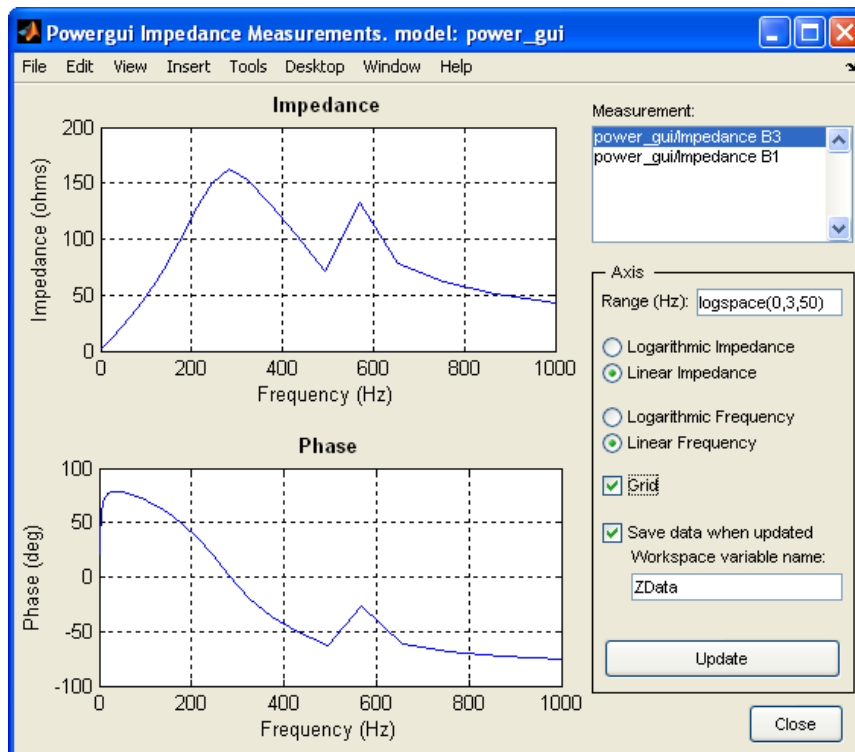 Powergui Impedance Measurements. model: power_gui
File Edit View Insert Tools Desktop Window Help
Impedance
Impedance (ohms)
200
150
100
50
0
0 200 400 600 800 1000
Frequency (Hz)
Phase
Phase (deg)
100
50
0
-50
-100
0 200 400 600 800 1000
Frequency (Hz)
Measurement:
power_gui/Impedance B3
power_gui/Impedance B1
Axis
Range (Hz): logspace(0,3,50)
Logarithmic Impedance
Linear Impedance
Logarithmic Frequency
Linear Frequency
Grid
Save data when updated
Workspace variable name:
ZData
Update
Close